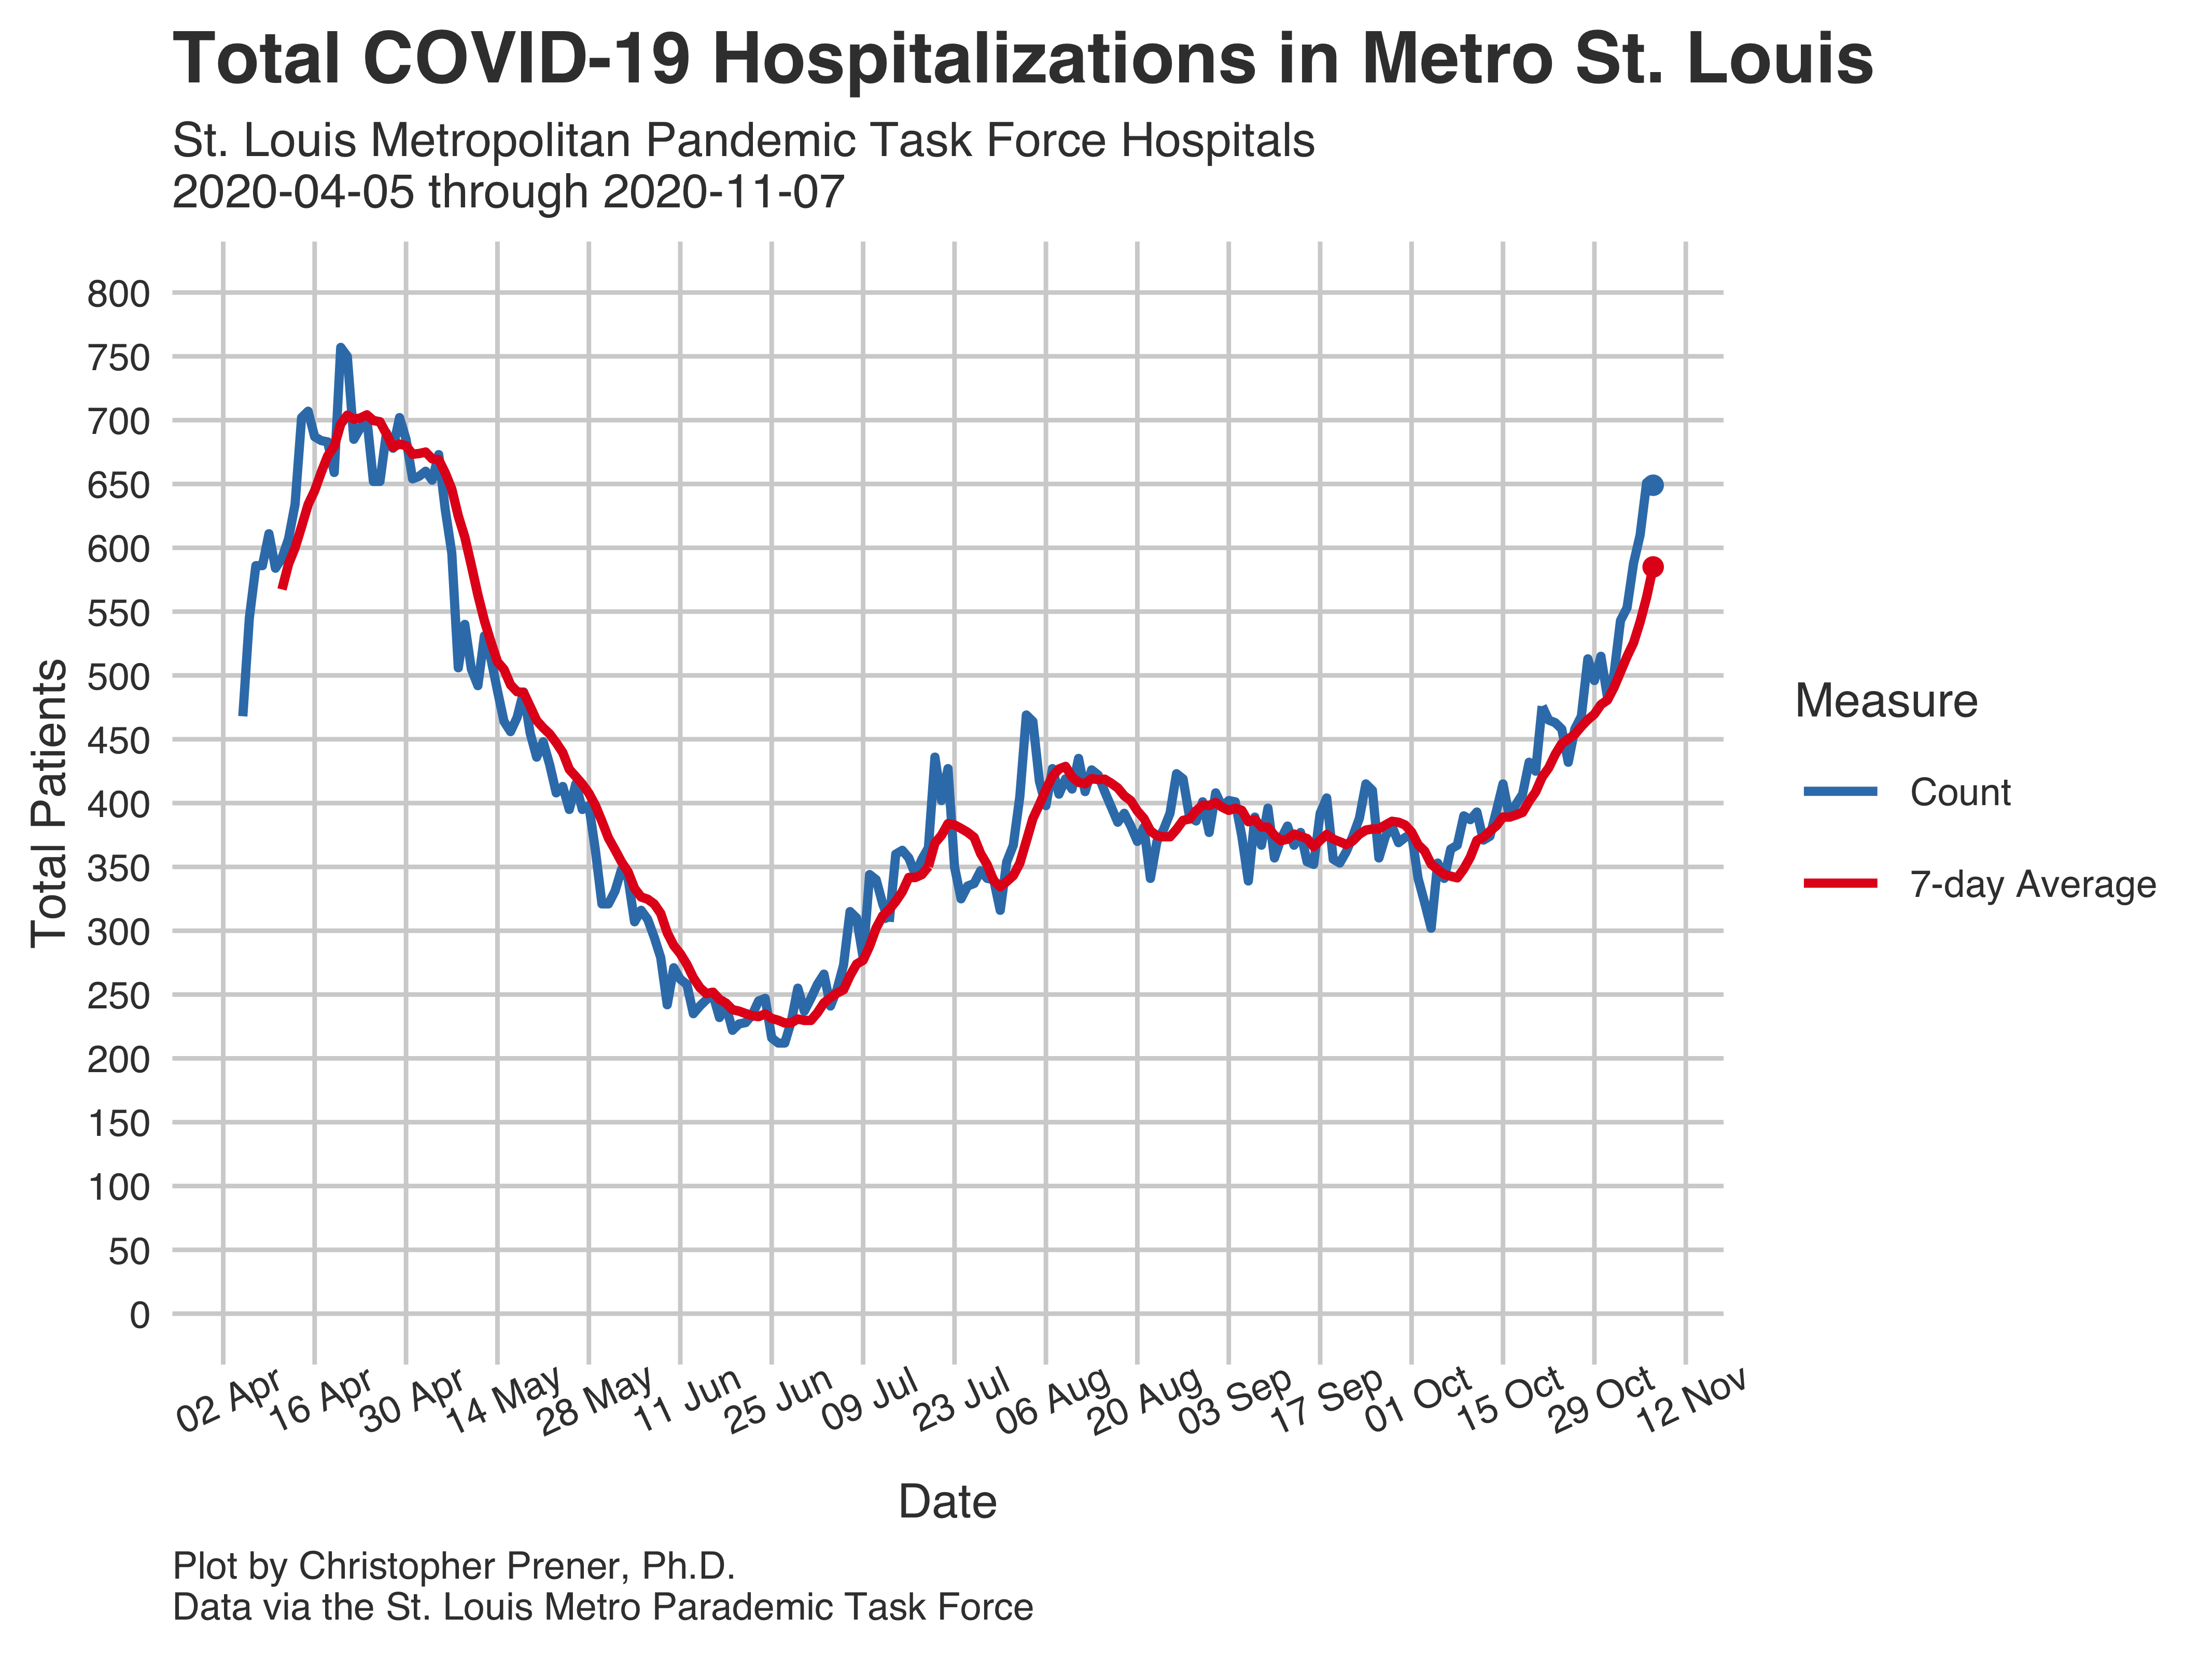 Total COVID-19 Hospitalizations in Metro St. Louis
St. Louis Metropolitan Pandemic Task Force Hospitals
2020-04-05 through 2020-11-07
800
750
700
650
600
550
500
450
400
350
300
250
200
150
100
50
0
Total Patients
02 Apr
16 Apr
30 Apr
14 May
28 May
11 Jun
25 Jun
09 Jul
23 Jul
06 Aug
20 Aug
03 Sep
17 Sep
01 Oct
15 Oct
29 Oct
12 Nov
Date
Measure
Count
7-day Average
Plot by Christopher Prener, Ph.D.
Data via the St. Louis Metro Parademic Task Force